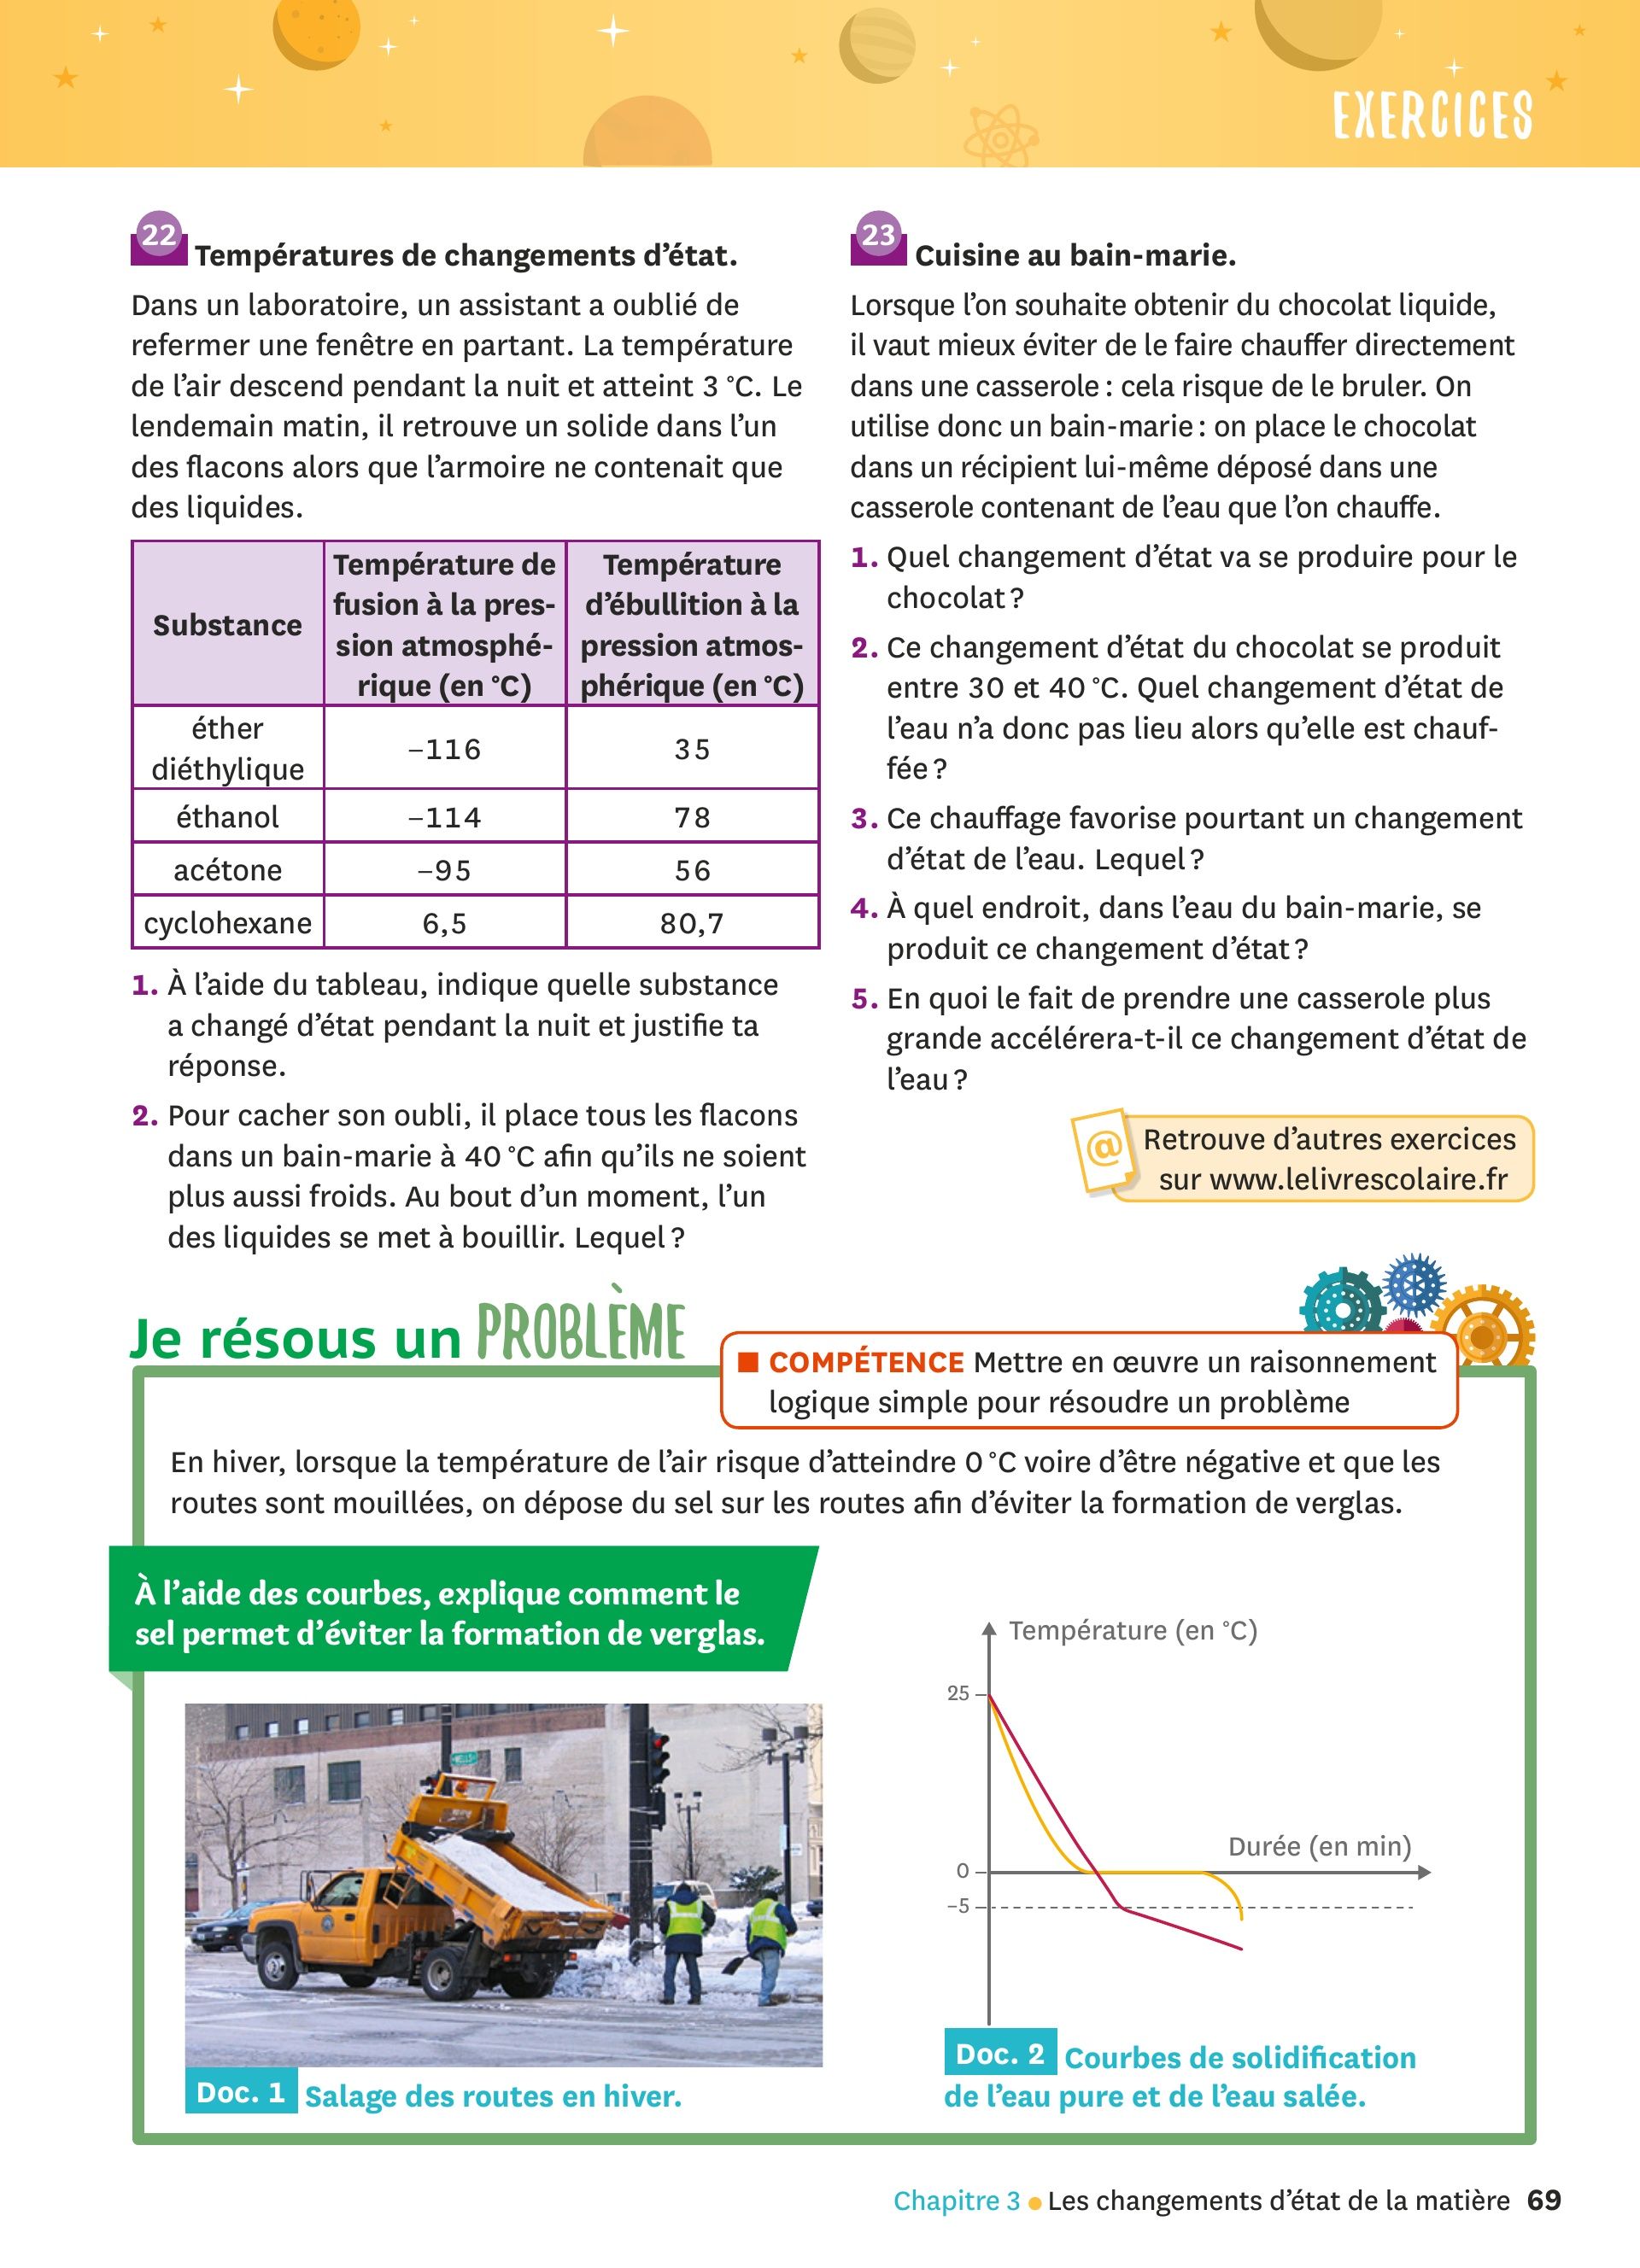 EXERCICES
22 Températures de changements d’état.
Dans un laboratoire, un assistant a oublié de
refermer une fenêtre en partant. La température
de l’air descend pendant la nuit et atteint 3 °C. Le
lendemain matin, il retrouve un solide dans l’un
des flacons alors que l’armoire ne contenait que
des liquides.
Substance
Température de
fusion à la pres-
sion atmosphé-
rique (en °C)
Température
d’ébullition à la
pression atmos-
phérique (en °C)
éther
diéthylique
–116
35
éthanol
–114
78
acétone
–95
56
cyclohexane
6,5
80,7
1. À l’aide du tableau, indique quelle substance
a changé d’état pendant la nuit et justifie ta
réponse.
2. Pour cacher son oubli, il place tous les flacons
dans un bain-marie à 40 °C afin qu’ils ne soient
plus aussi froids. Au bout d’un moment, l’un
des liquides se met à bouillir. Lequel ?
23 Cuisine au bain-marie.
Lorsque l’on souhaite obtenir du chocolat liquide,
il vaut mieux éviter de le faire chauffer directement
dans une casserole : cela risque de le bruler. On
utilise donc un bain-marie : on place le chocolat
dans un récipient lui-même déposé dans une
casserole contenant de l’eau que l’on chauffe.
1. Quel changement d’état va se produire pour le
chocolat ?
2. Ce changement d’état du chocolat se produit
entre 30 et 40 °C. Quel changement d’état de
l’eau n’a donc pas lieu alors qu’elle est chauf-
fée ?
3. Ce chauffage favorise pourtant un changement
d’état de l’eau. Lequel ?
4. À quel endroit, dans l’eau du bain-marie, se
produit ce changement d’état ?
5. En quoi le fait de prendre une casserole plus
grande accélérera-t-il ce changement d’état de
l’eau ?
@ Retrouve d’autres exercices
sur www.lelivrescolaire.fr
Je résous un PROBLÈME
COMPÉTENCE Mettre en œuvre un raisonnement
logique simple pour résoudre un problème
En hiver, lorsque la température de l’air risque d’atteindre 0 °C voire d’être négative et que les
routes sont mouillées, on dépose du sel sur les routes afin d’éviter la formation de verglas.
À l’aide des courbes, explique comment le
sel permet d’éviter la formation de verglas.
Doc. 1 Salage des routes en hiver.
Température (en °C)
25
Durée (en min)
0
–5
Doc. 2 Courbes de solidification
de l’eau pure et de l’eau salée.
Chapitre 3 ● Les changements d’état de la matière 69